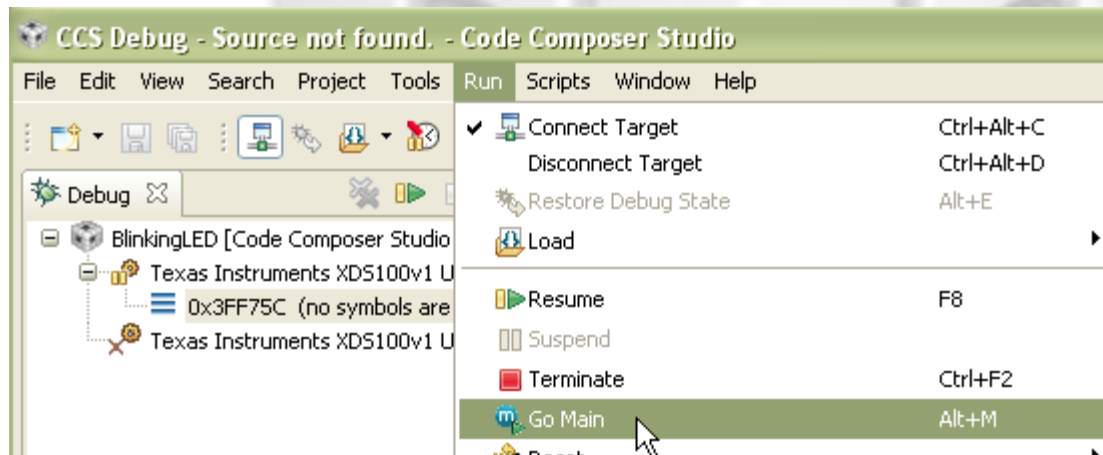 CCS Debug - Source not found. - Code Composer Studio
File Edit View Search Project Tools Run Scripts Window Help
Connect Target Ctrl+Alt+C
Disconnect Target Ctrl+Alt+D
Debug
Restore Debug State Alt+E
BlinkingLED [Code Composer Studio
Load
Texas Instruments XDS100v1 U
0x3FF75C (no symbols are
Resume F8
Texas Instruments XDS100v1 U
Suspend
Terminate Ctrl+F2
Go Main Alt+M